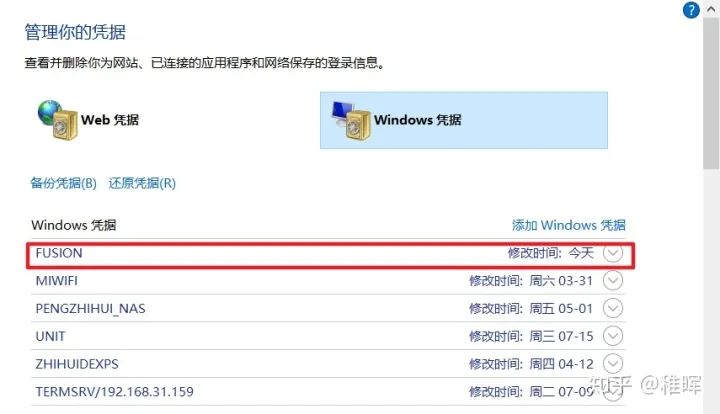 ?
管理你的凭据
查看并删除你为网站、已连接的应用程序和网络保存的登录信息。
Web 凭据
Windows 凭据
备份凭据(B) 还原凭据(R)
Windows 凭据 添加 Windows 凭据
FUSION 修改时间: 今天
MIWIFI 修改时间: 周六 03-31
PENGZHIHUI_NAS 修改时间: 周五 05-01
UNIT 修改时间: 周三 07-15
ZHIHUIDEXPS 修改时间: 周四 04-12
TERMSRV/192.168.31.159 修改时间: 周二 07-09
知乎 @稚晖